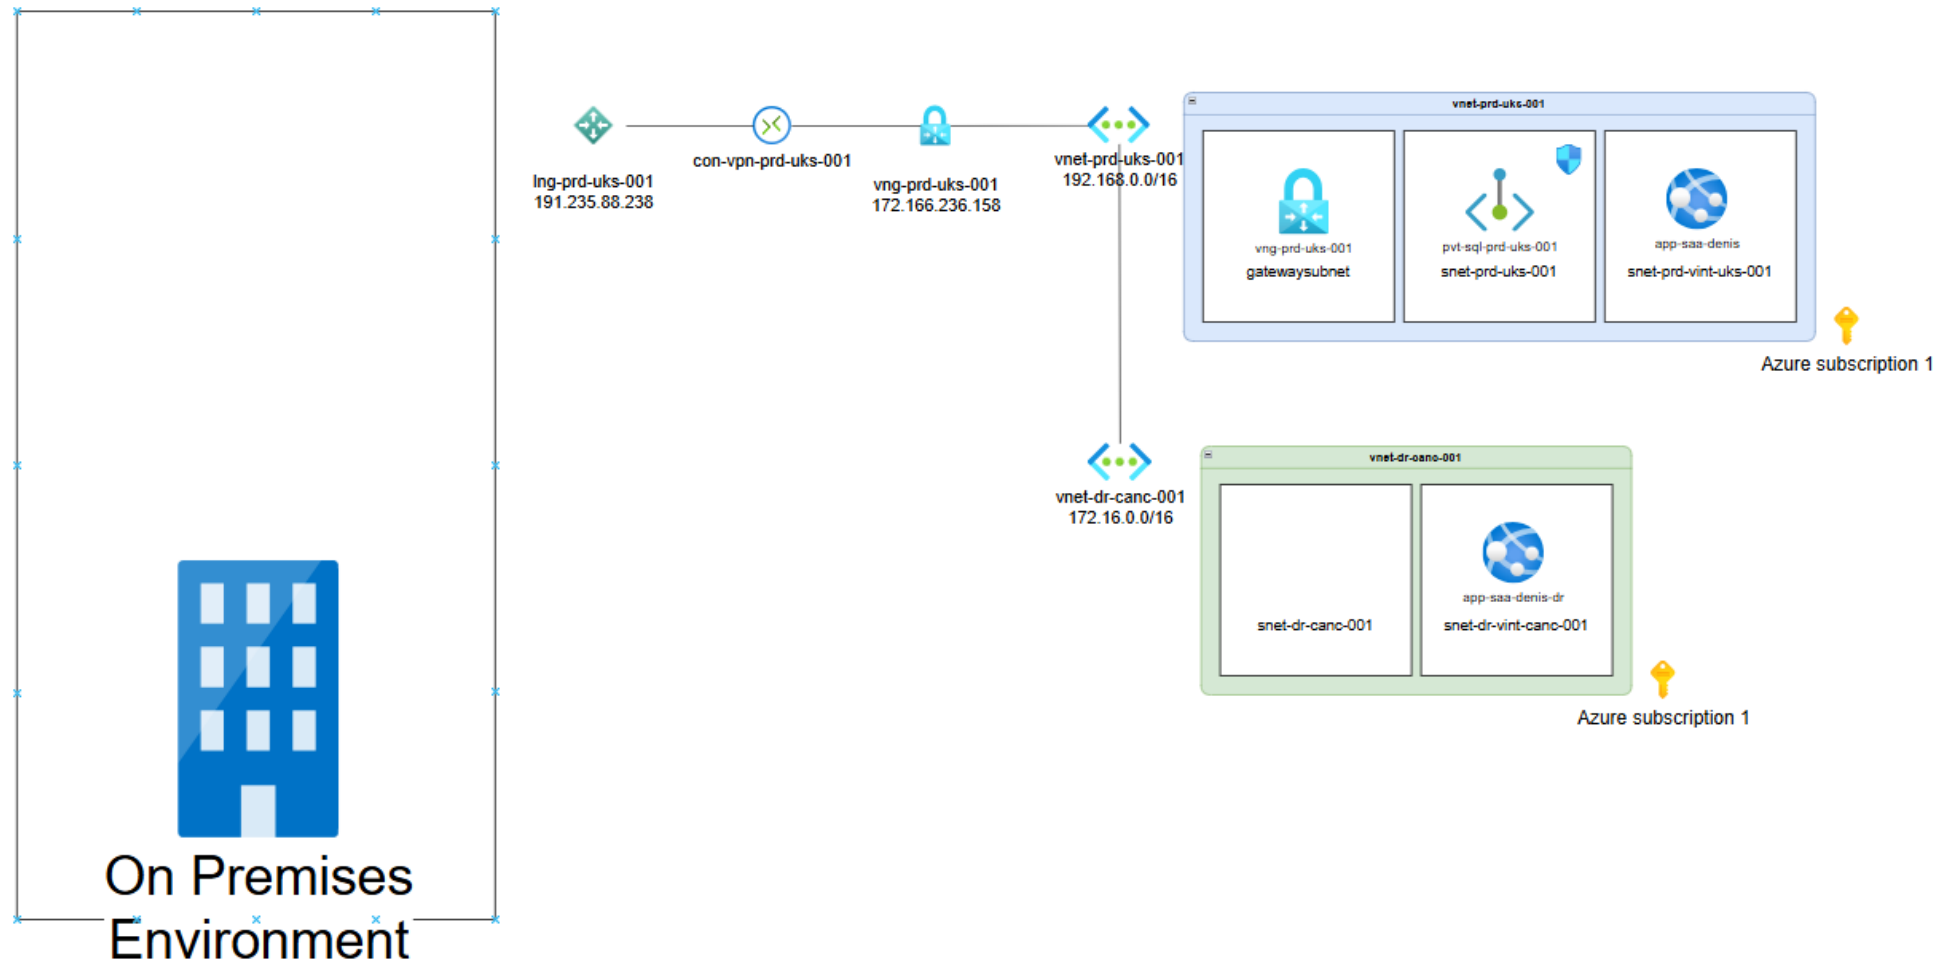 vnet-prd-uks-001
con-vpn-prd-uks-001
vnet-prd-uks-001
192.168.0.0/16
lng-prd-uks-001
191.235.88.238
vng-prd-uks-001
172.166.236.158
vng-prd-uks-001
gatewaysubnet
pvt-sql-prd-uks-001
snet-prd-uks-001
app-saa-denis
snet-prd-vint-uks-001
Azure subscription 1
vnet-dr-canc-001
vnet-dr-canc-001
172.16.0.0/16
snet-dr-canc-001
app-saa-denis-dr
snet-dr-vint-canc-001
Azure subscription 1
On Premises
Environment